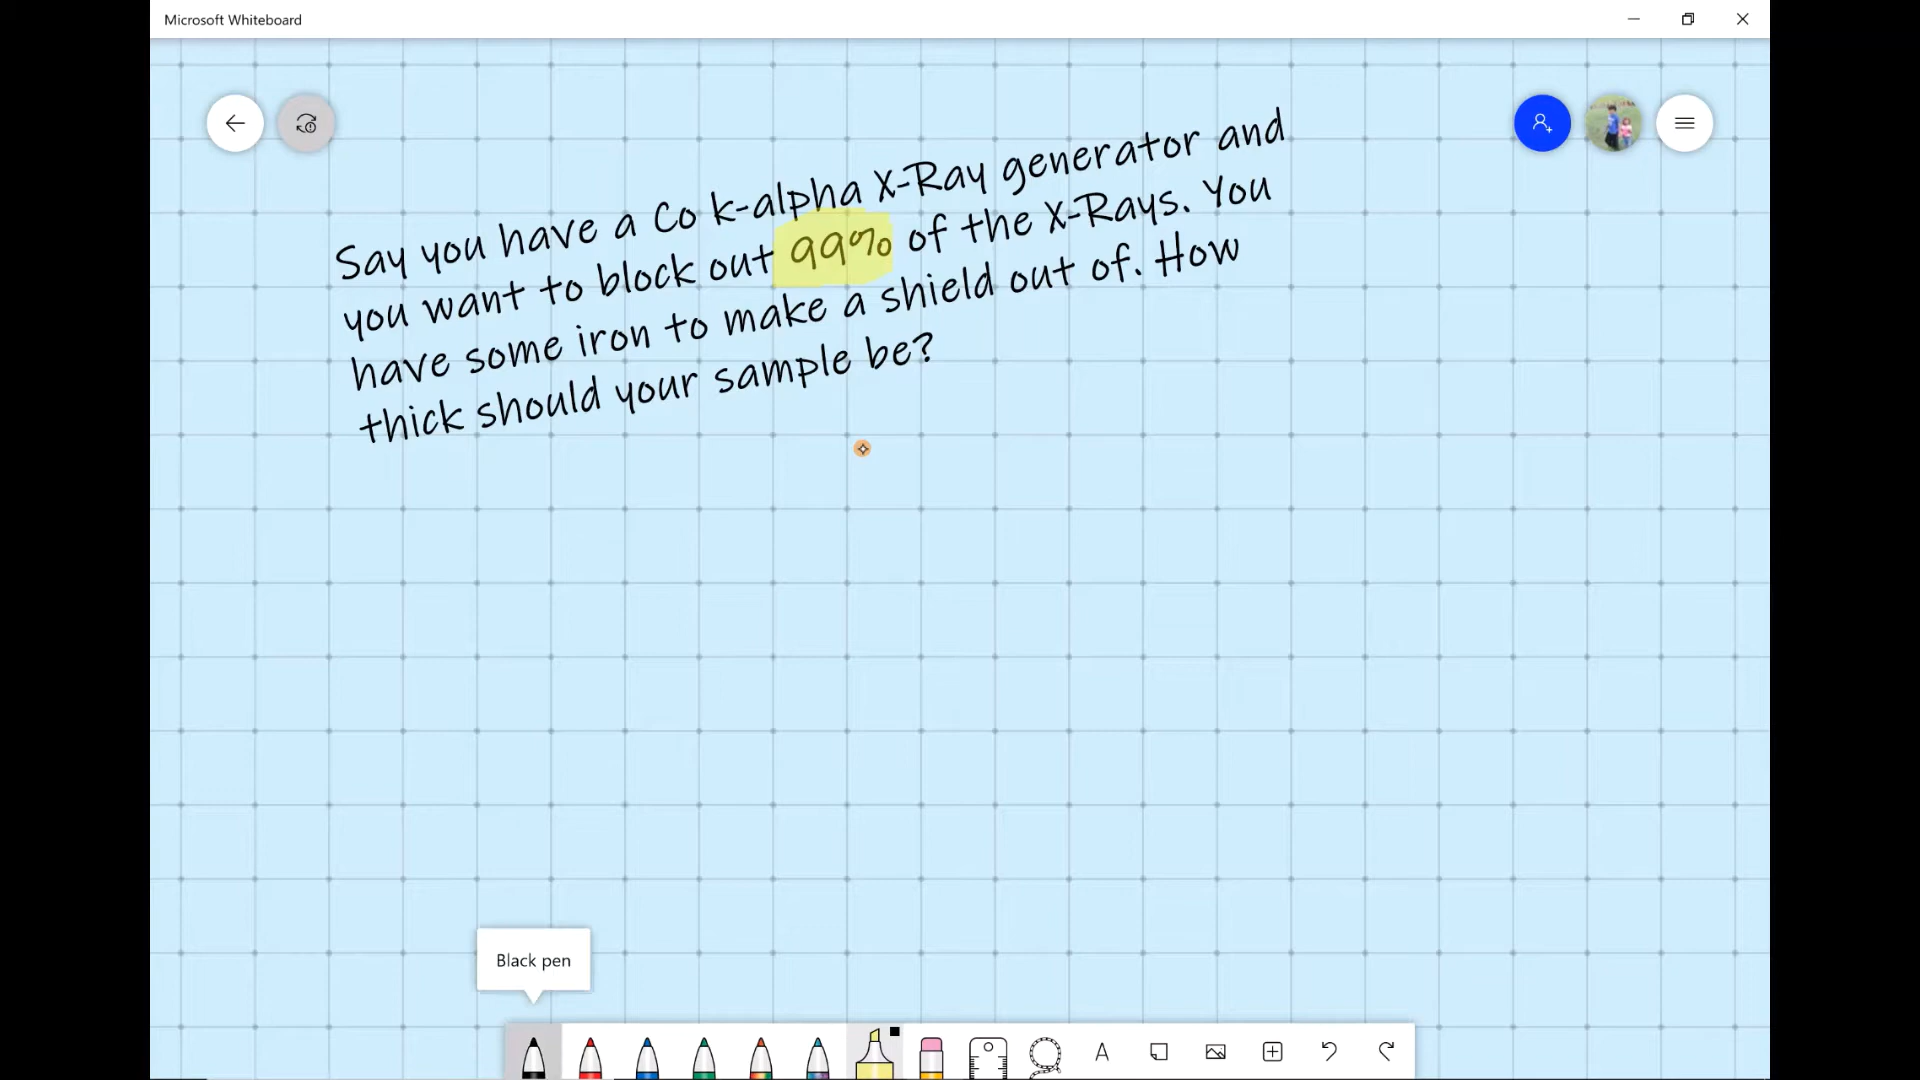 Microsoft Whiteboard
Say you have a Co k-alpha X-Ray generator and
you want to block out 99% of the X-Rays. You
have some iron to make a shield out of. How
thick should your sample be?
Black pen
A